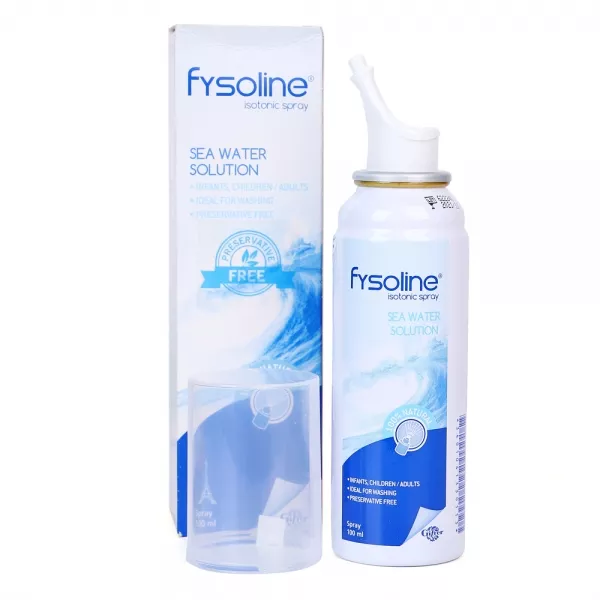 fysoline®
isotonic spray
SEA WATER
SOLUTION
• INFANTS, CHILDREN / ADULTS
• IDEAL FOR WASHING
• PRESERVATIVE FREE
PRESERVATIVE
FREE
Spray
100 ml
fysoline®
isotonic spray
SEA WATER
SOLUTION
100% NATURAL
• INFANTS, CHILDREN / ADULTS
• IDEAL FOR WASHING
• PRESERVATIVE FREE
Spray
100 ml
Gifrer